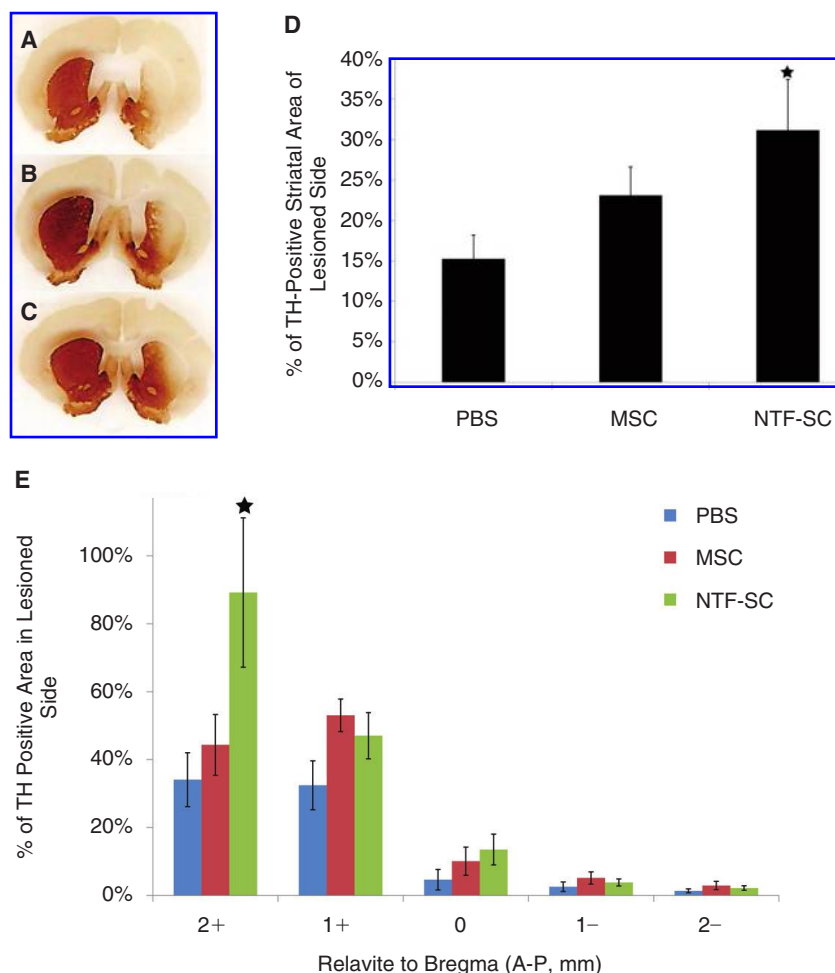 A
B
C
D
% of TH-Positive Striatal Area of
Lesioned Side
40%
35%
30%
25%
20%
15%
10%
5%
0%
PBS
MSC
NTF-SC
E
% of TH Positive Area in Lesioned
Side
100%
80%
60%
40%
20%
0%
2+
1+
0
1−
2−
Relavite to Bregma (A-P, mm)
PBS
MSC
NTF-SC